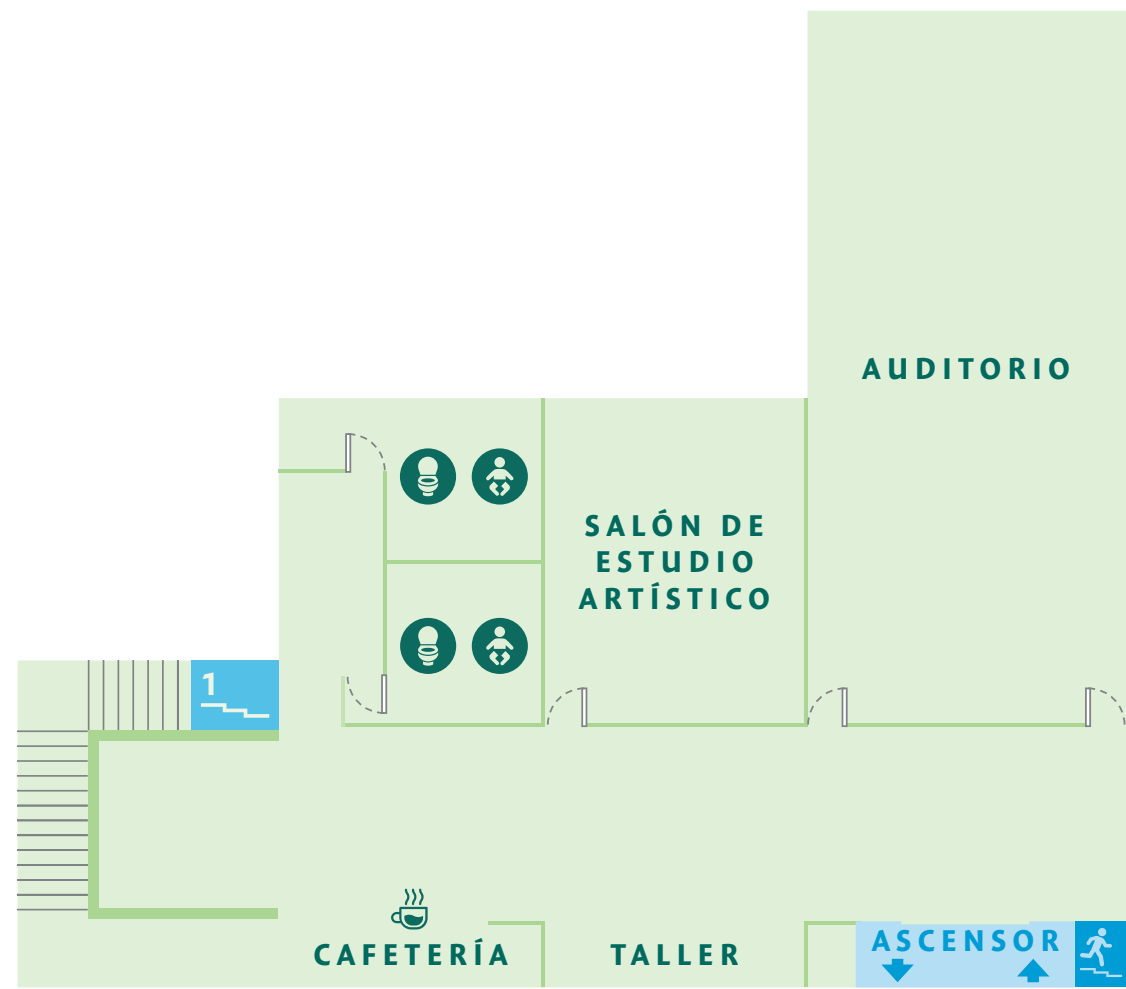 AUDITORIO
SALÓN DE
ESTUDIO
ARTÍSTICO
1
CAFETERÍA
TALLER
ASCENSOR